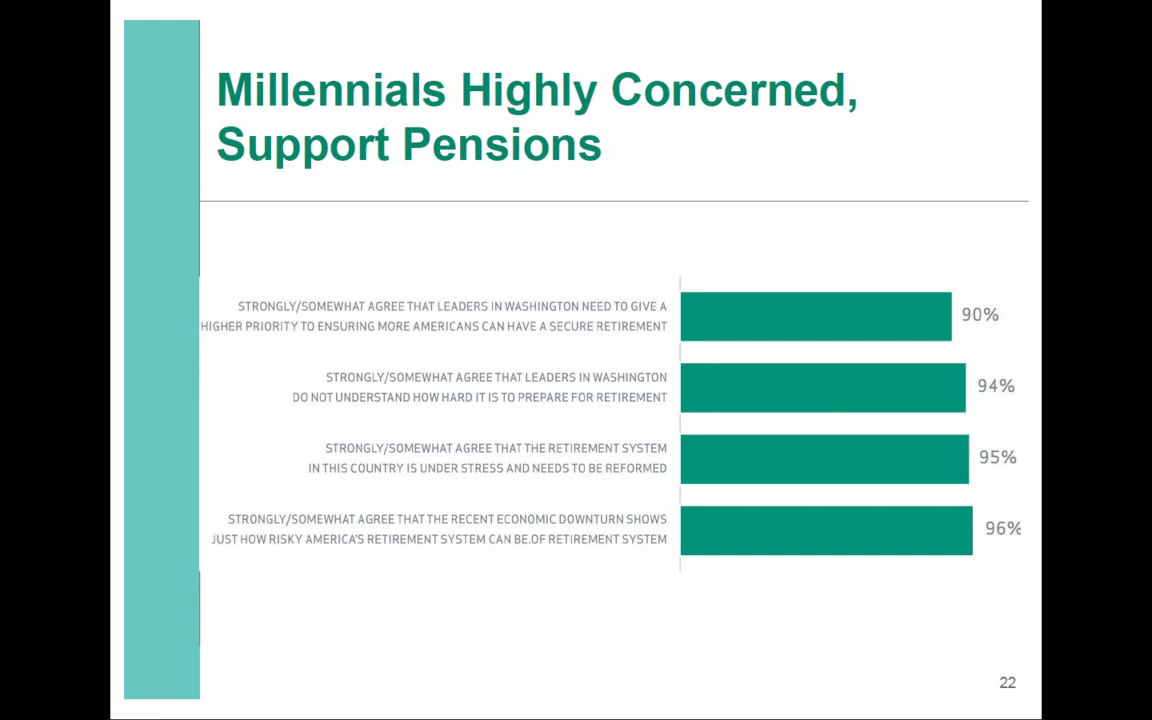 Millennials Highly Concerned,
Support Pensions
STRONGLY/SOMEWHAT AGREE THAT LEADERS IN WASHINGTON NEED TO GIVE A
HIGHER PRIORITY TO ENSURING MORE AMERICANS CAN HAVE A SECURE RETIREMENT
90%
STRONGLY/SOMEWHAT AGREE THAT LEADERS IN WASHINGTON
DO NOT UNDERSTAND HOW HARD IT IS TO PREPARE FOR RETIREMENT
94%
STRONGLY/SOMEWHAT AGREE THAT THE RETIREMENT SYSTEM
IN THIS COUNTRY IS UNDER STRESS AND NEEDS TO BE REFORMED
95%
STRONGLY/SOMEWHAT AGREE THAT THE RECENT ECONOMIC DOWNTURN SHOWS
JUST HOW RISKY AMERICA'S RETIREMENT SYSTEM CAN BE.OF RETIREMENT SYSTEM
96%
22